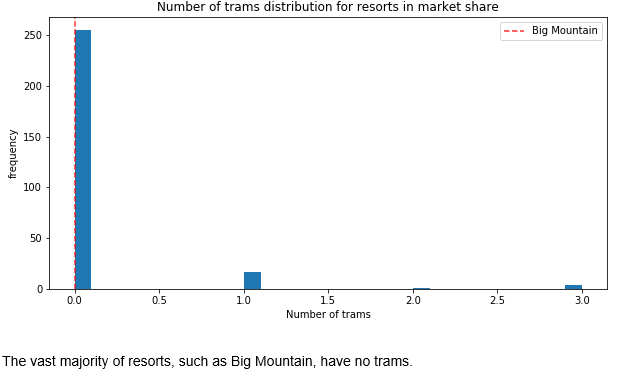 Number of trams distribution for resorts in market share
Big Mountain
250
200
150
100
50
0
frequency
0.0 0.5 1.0 1.5 2.0 2.5 3.0
Number of trams
The vast majority of resorts, such as Big Mountain, have no trams.